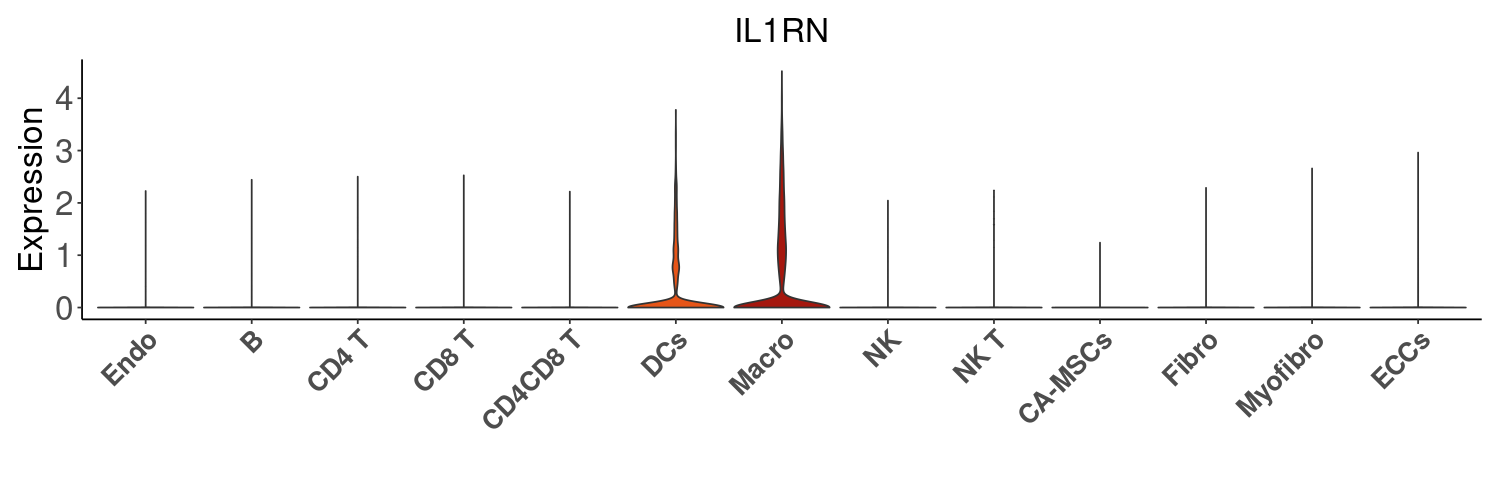 IL1RN
Expression
4
3
2
1
0
Endo
B
CD4 T
CD8 T
CD4CD8 T
DCs
Macro
NK
NK T
CA-MSCs
Fibro
Myofibro
ECCs